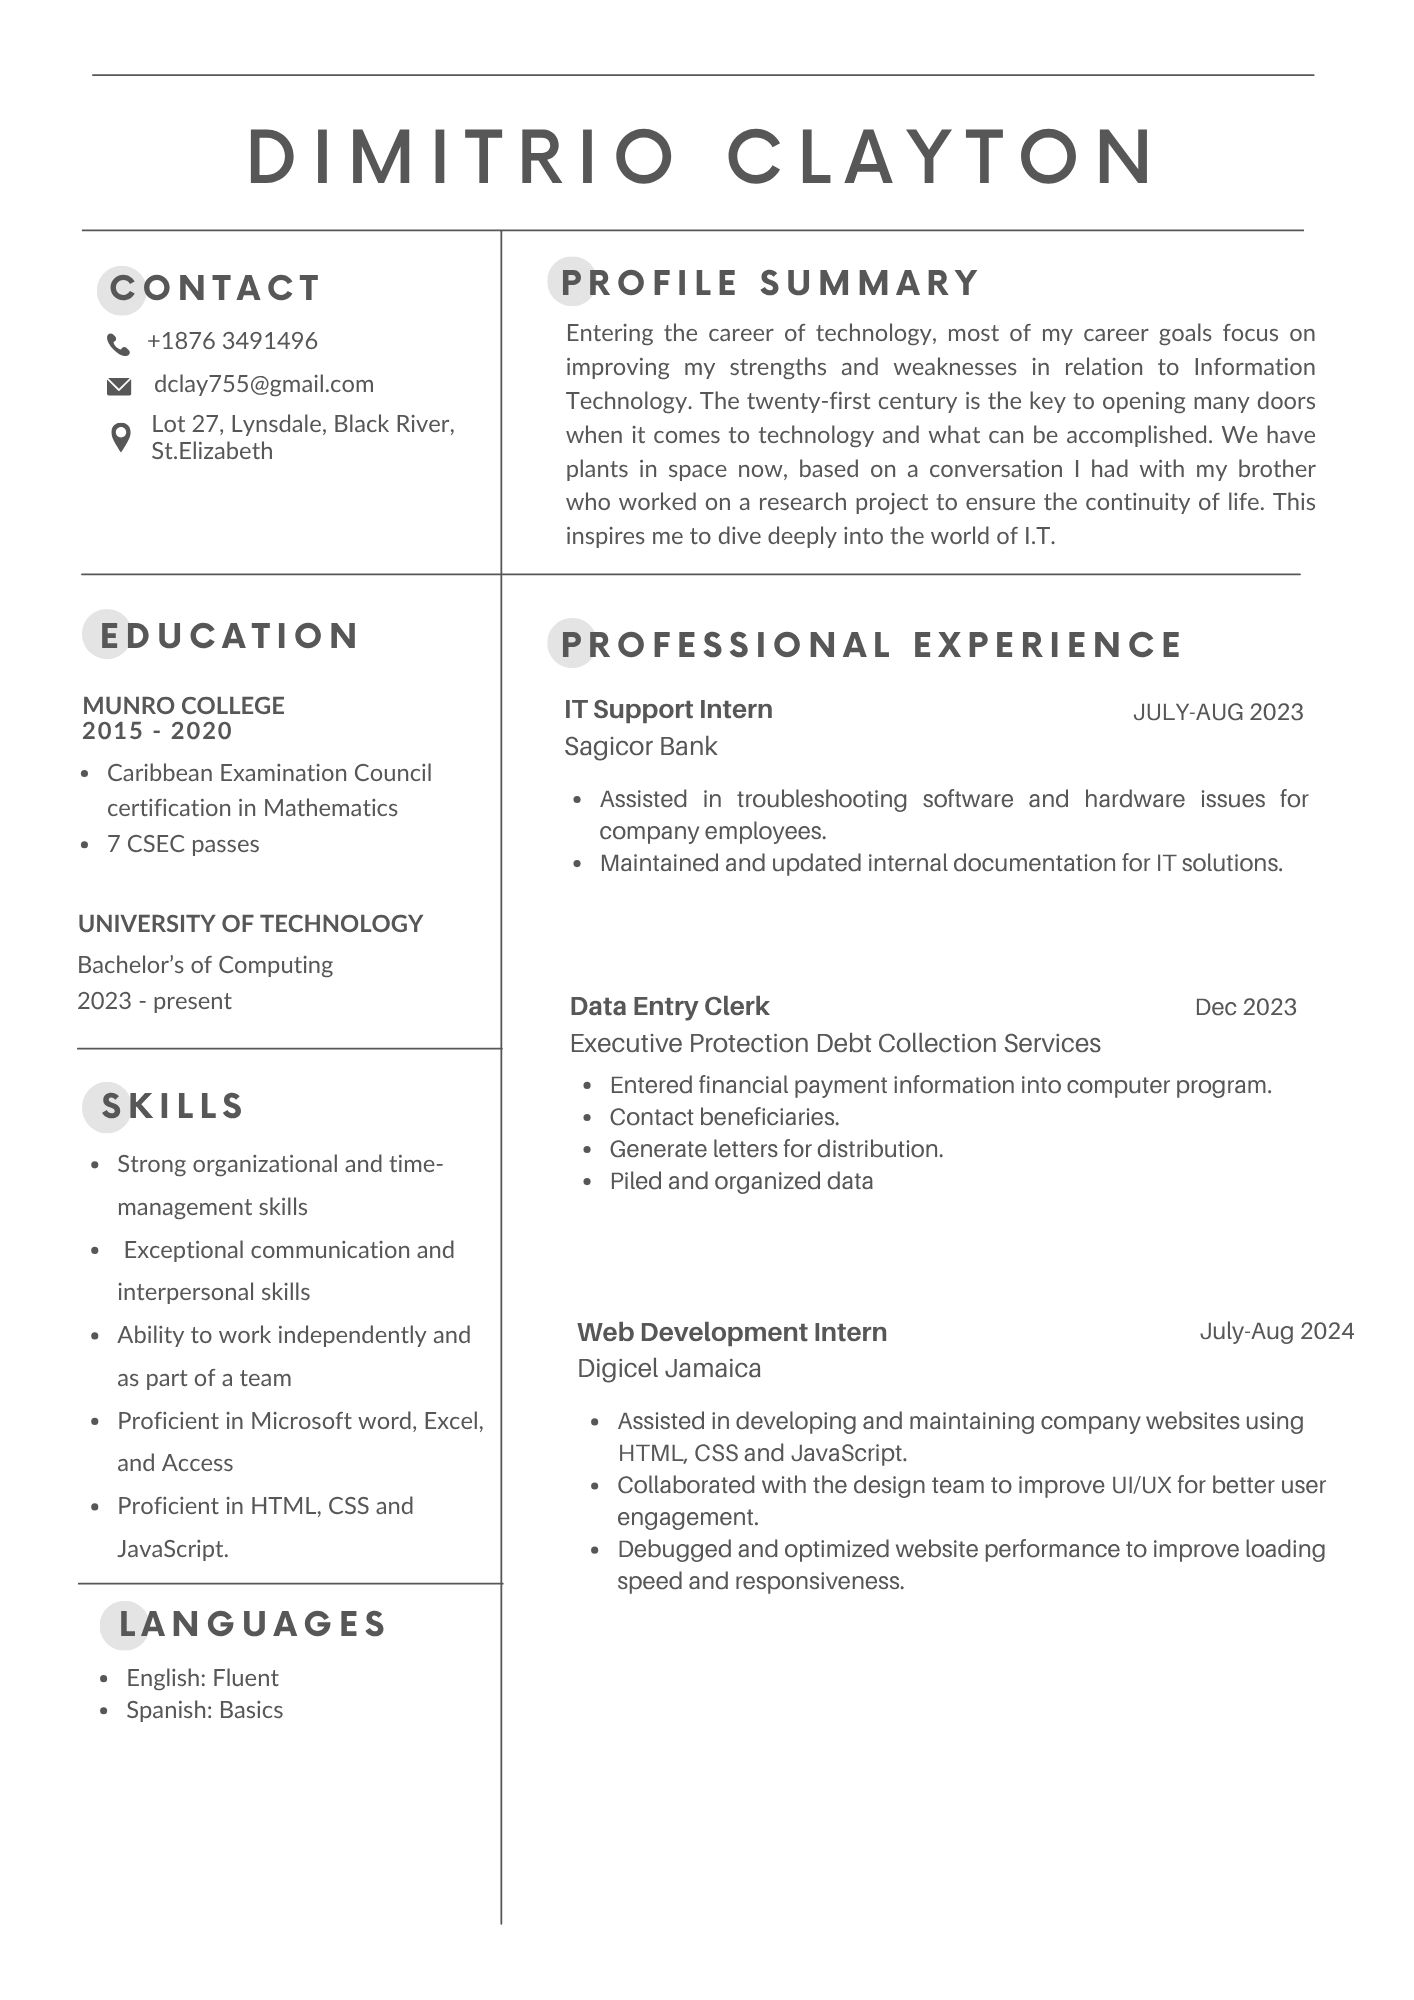 DIMITRIO CLAYTON
CONTACT
+1876 3491496
dclay755@gmail.com
Lot 27, Lynsdale, Black River,
St.Elizabeth
PROFILE SUMMARY
Entering the career of technology, most of my career goals focus on
improving my strengths and weaknesses in relation to Information
Technology. The twenty-first century is the key to opening many doors
when it comes to technology and what can be accomplished. We have
plants in space now, based on a conversation I had with my brother
who worked on a research project to ensure the continuity of life. This
inspires me to dive deeply into the world of I.T.
EDUCATION
MUNRO COLLEGE
2015 - 2020
• Caribbean Examination Council
certification in Mathematics
• 7 CSEC passes
UNIVERSITY OF TECHNOLOGY
Bachelor’s of Computing
2023 - present
SKILLS
• Strong organizational and time-
management skills
• Exceptional communication and
interpersonal skills
• Ability to work independently and
as part of a team
• Proficient in Microsoft word, Excel,
and Access
• Proficient in HTML, CSS and
JavaScript.
LANGUAGES
• English: Fluent
• Spanish: Basics
PROFESSIONAL EXPERIENCE
IT Support Intern JULY-AUG 2023
Sagicor Bank
• Assisted in troubleshooting software and hardware issues for
company employees.
• Maintained and updated internal documentation for IT solutions.
Data Entry Clerk Dec 2023
Executive Protection Debt Collection Services
• Entered financial payment information into computer program.
• Contact beneficiaries.
• Generate letters for distribution.
• Piled and organized data
Web Development Intern July-Aug 2024
Digicel Jamaica
• Assisted in developing and maintaining company websites using
HTML, CSS and JavaScript.
• Collaborated with the design team to improve UI/UX for better user
engagement.
• Debugged and optimized website performance to improve loading
speed and responsiveness.